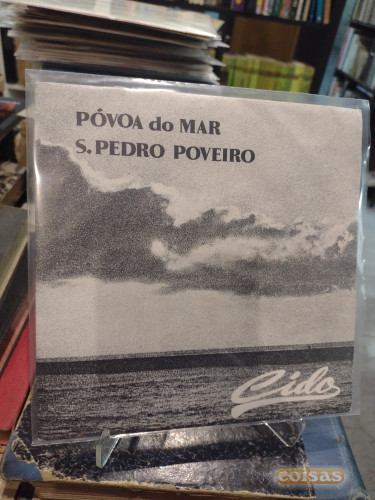 PÓVOA do MAR
S. PEDRO POVEIRO
Cido
coisas